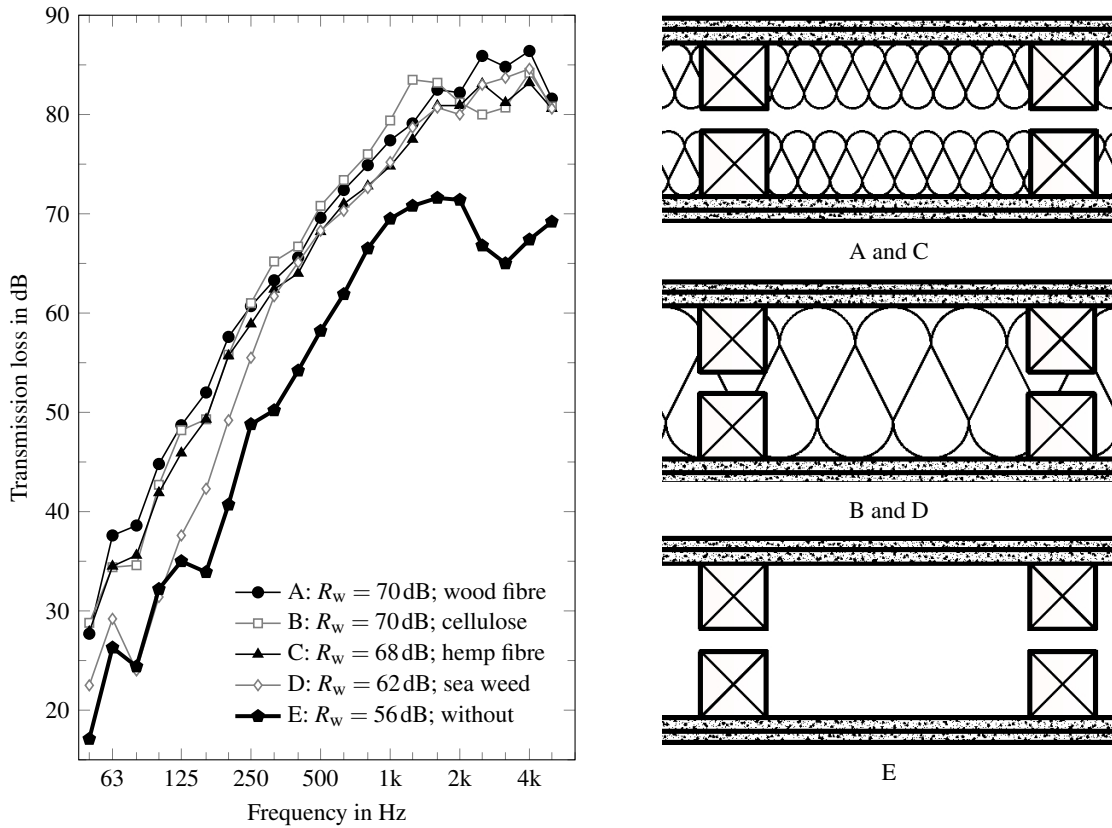 90
80
70
60
50
40
30
20
Transmission loss in dB
63 125 250 500 1k 2k 4k
Frequency in Hz
A: Rw = 70 dB; wood fibre
B: Rw = 70 dB; cellulose
C: Rw = 68 dB; hemp fibre
D: Rw = 62 dB; sea weed
E: Rw = 56 dB; without
A and C
B and D
E